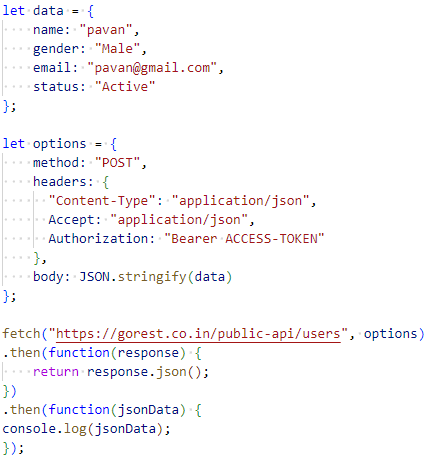 let data = {
    name: "pavan",
    gender: "Male",
    email: "pavan@gmail.com",
    status: "Active"
};

let options = {
    method: "POST",
    headers: {
      "Content-Type": "application/json",
      Accept: "application/json",
      Authorization: "Bearer ACCESS-TOKEN"
    },
    body: JSON.stringify(data)
};

fetch("https://gorest.co.in/public-api/users", options)
.then(function(response) {
    return response.json();
})
.then(function(jsonData) {
console.log(jsonData);
});